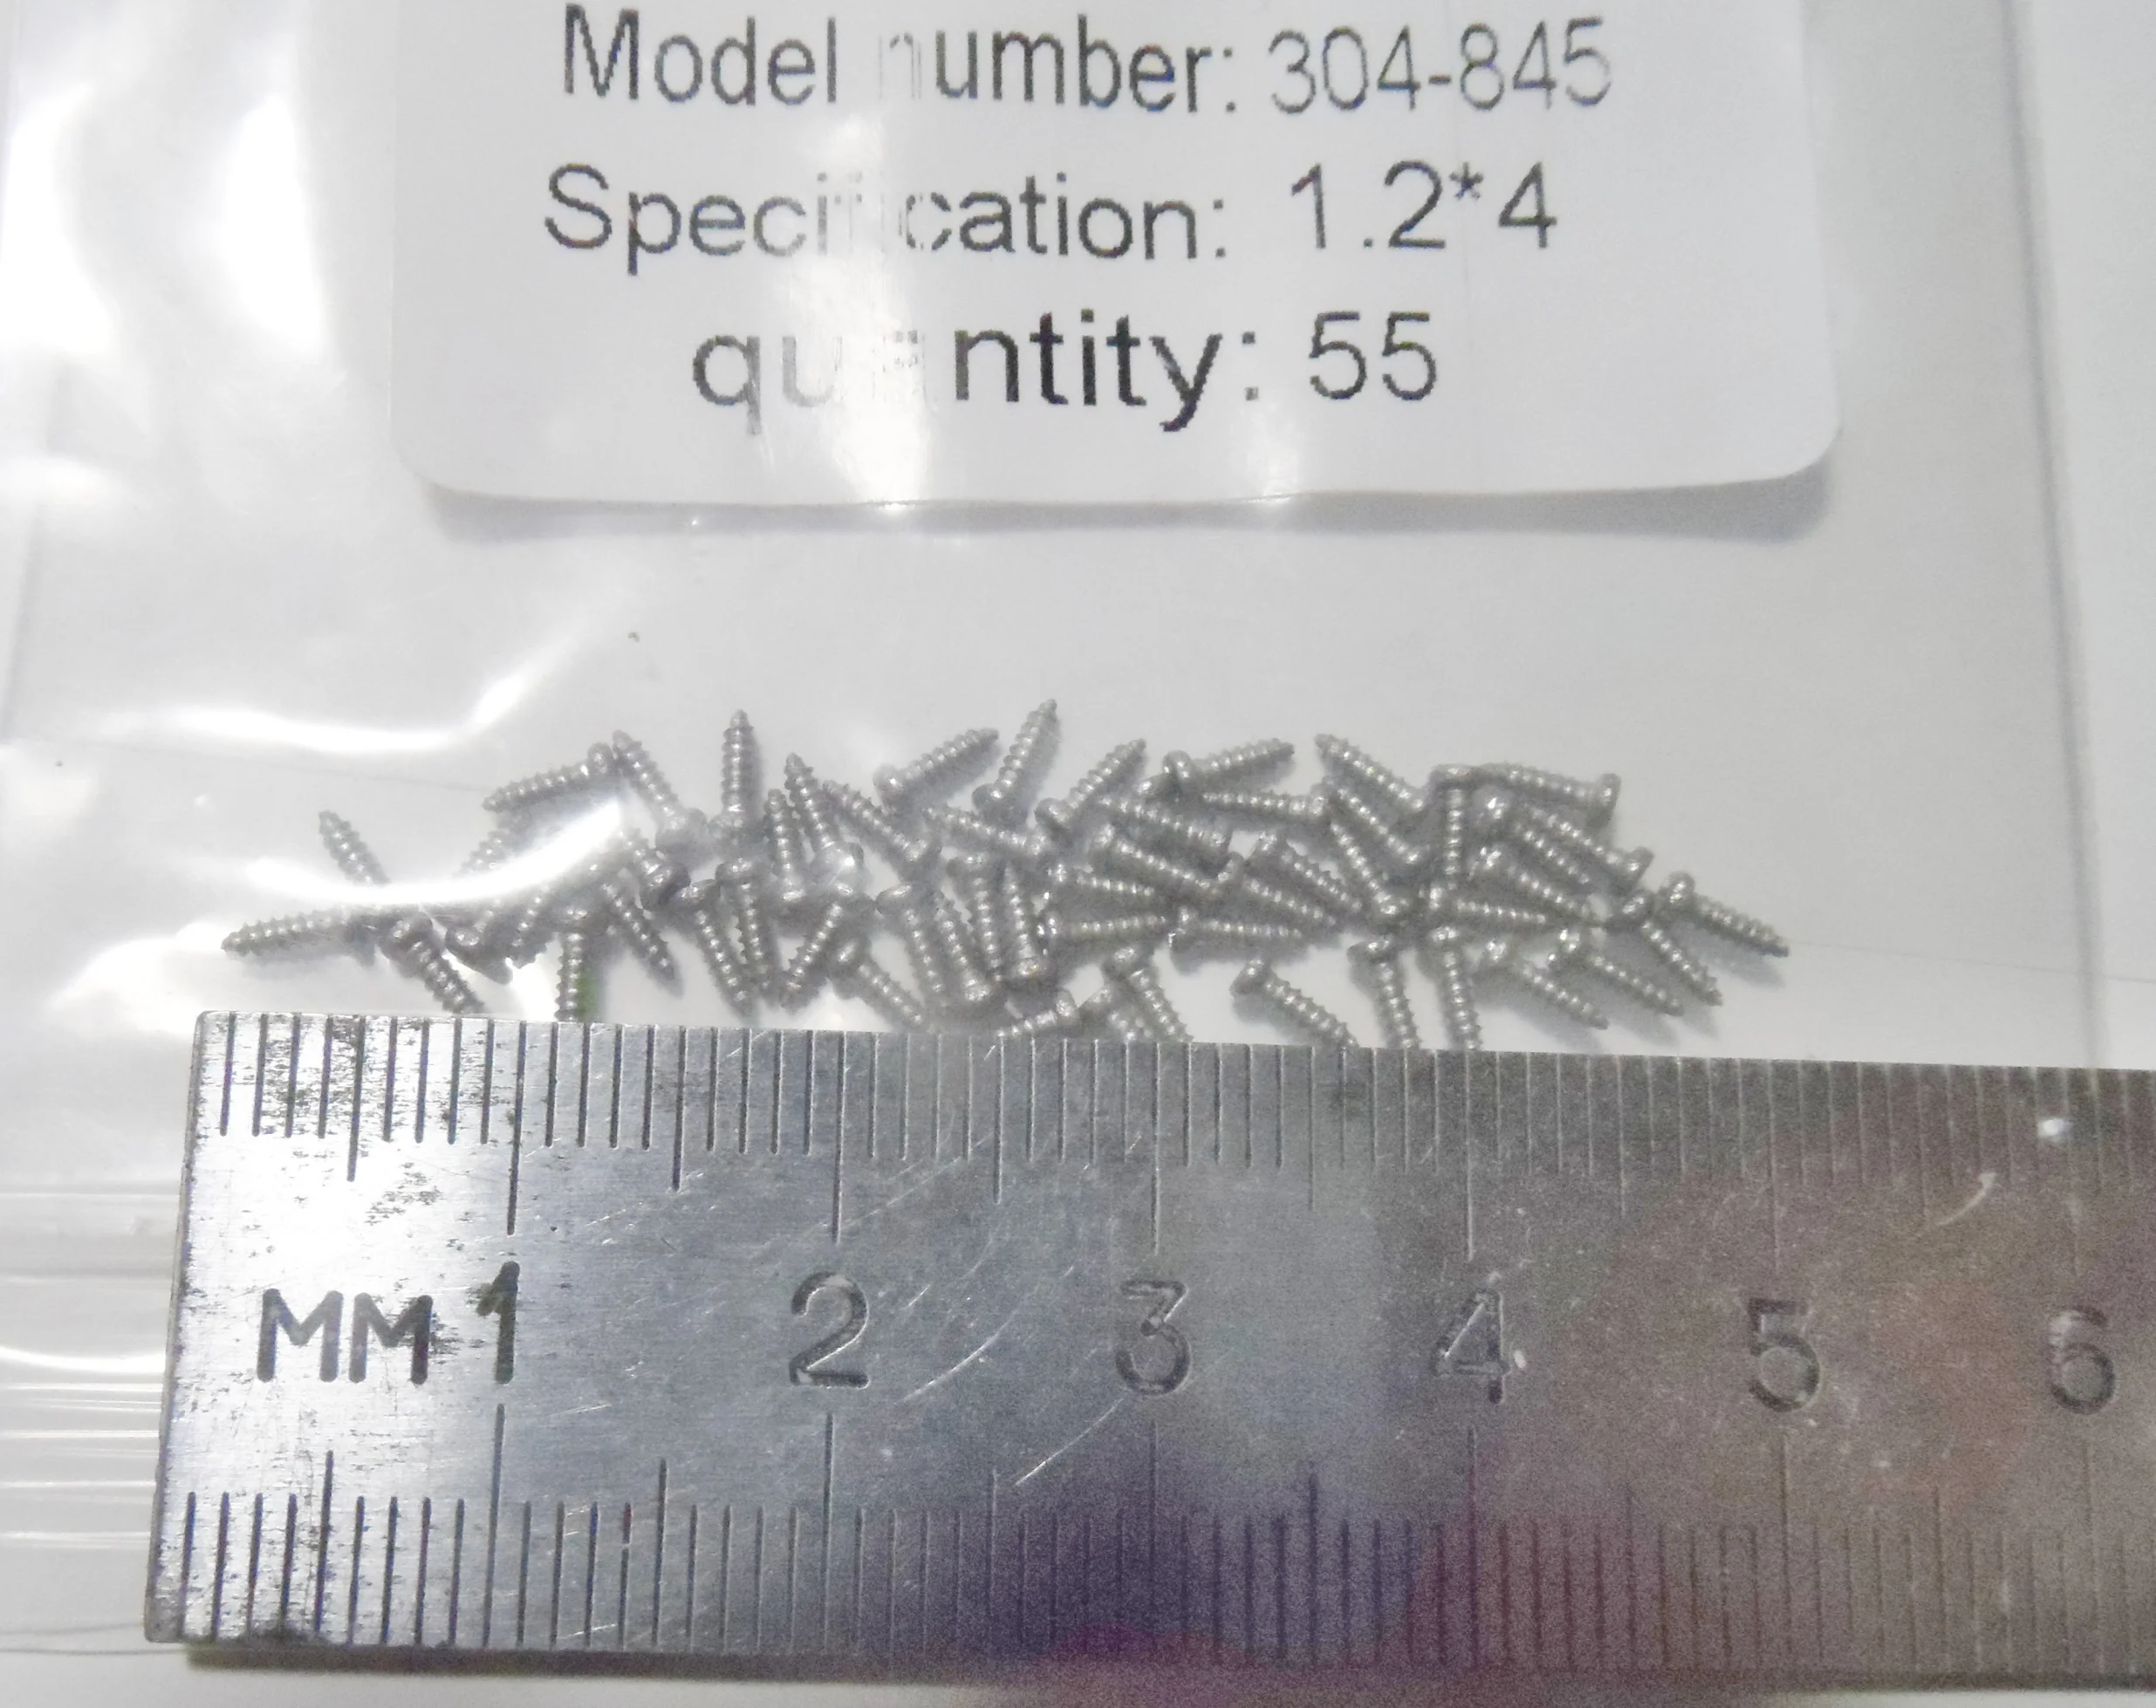 Model number: 304-845
Specification: 1.2*4
quantity: 55
MM 1 2 3 4 5 6